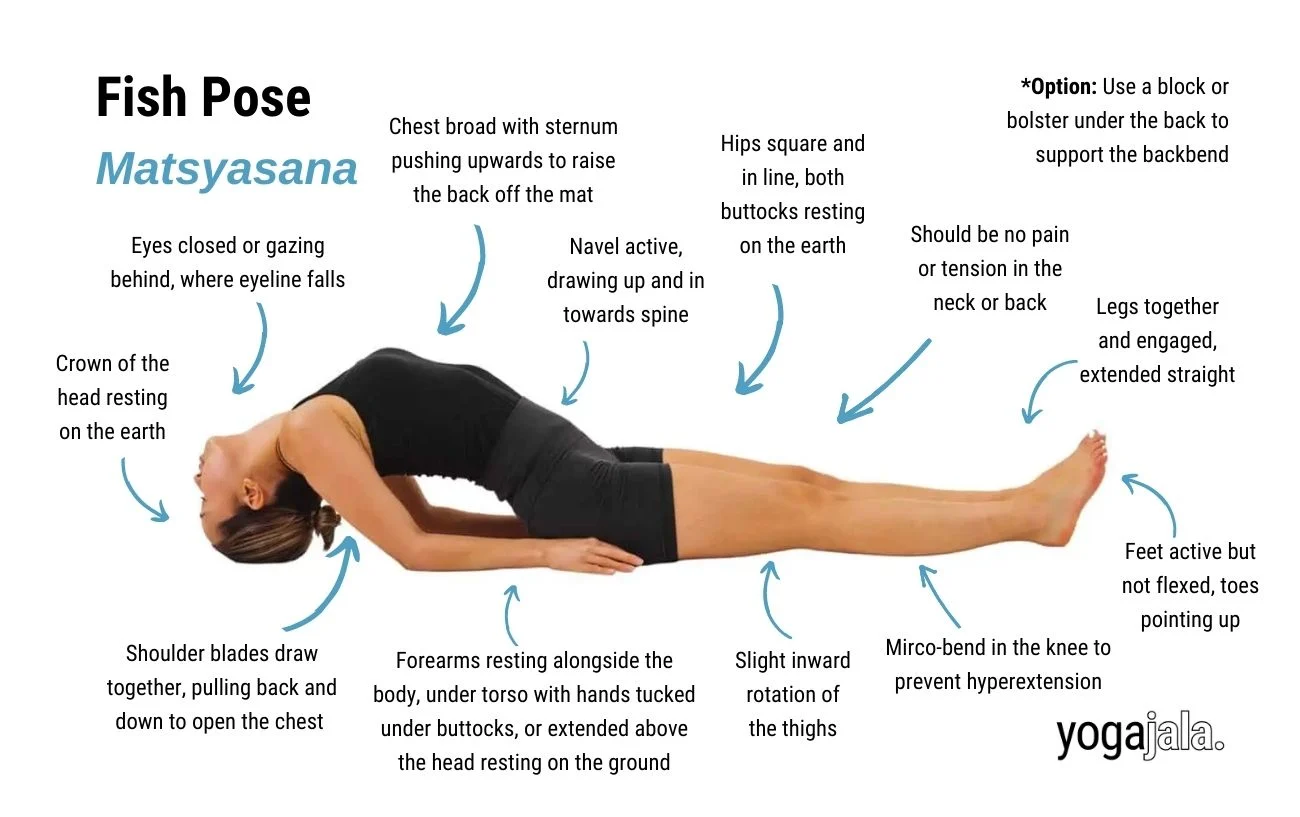 Fish Pose
Matsyasana
*Option: Use a block or
bolster under the back to
support the backbend
Chest broad with sternum
pushing upwards to raise
the back off the mat
Hips square and
in line, both
buttocks resting
on the earth
Eyes closed or gazing
behind, where eyeline falls
Navel active,
drawing up and in
towards spine
Should be no pain
or tension in the
neck or back
Legs together
and engaged,
extended straight
Crown of the
head resting
on the earth
Feet active but
not flexed, toes
pointing up
Shoulder blades draw
together, pulling back and
down to open the chest
Forearms resting alongside the
body, under torso with hands tucked
under buttocks, or extended above
the head resting on the ground
Slight inward
rotation of
the thighs
Mirco-bend in the knee to
prevent hyperextension
yogajala.